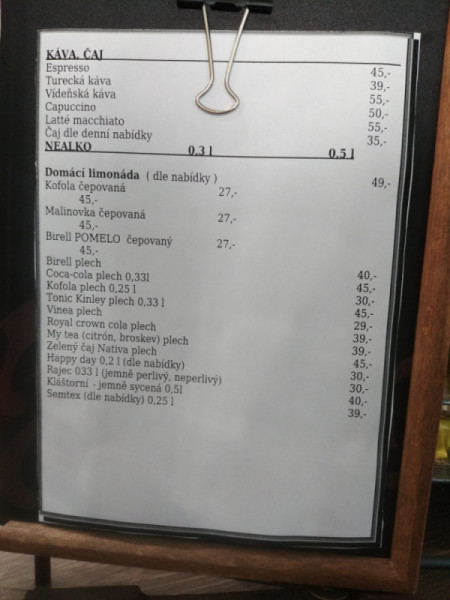 KÁVA, ČAJ
Espresso 45,-
Turecká káva 39,-
Vídeňská káva 55,-
Capuccino 50,-
Latté macchiato 55,-
Čaj dle denní nabídky 35,-
NEALKO 0,3 l 0,5 l
Domácí limonáda ( dle nabídky ) 49,-
Kofola čepovaná 27,-
45,-
Malinovka čepovaná 27,-
45,-
Birell POMELO čepovaný 27,-
45,-
Birell plech 40,-
Coca-cola plech 0,33l 45,-
Kofola plech 0,25 l 30,-
Tonic Kinley plech 0,33 l 45,-
Vinea plech 29,-
Royal crown cola plech 39,-
My tea (citrón, broskev) plech 39,-
Zelený čaj Nativa plech 45,-
Happy day 0,2 l (dle nabídky) 30,-
Rajec 033 l (jemně perlivý, neperlivý) 30,-
Kláštorní - jemně sycená 0,5l 40,-
Semtex (dle nabídky) 0,25 l 39,-